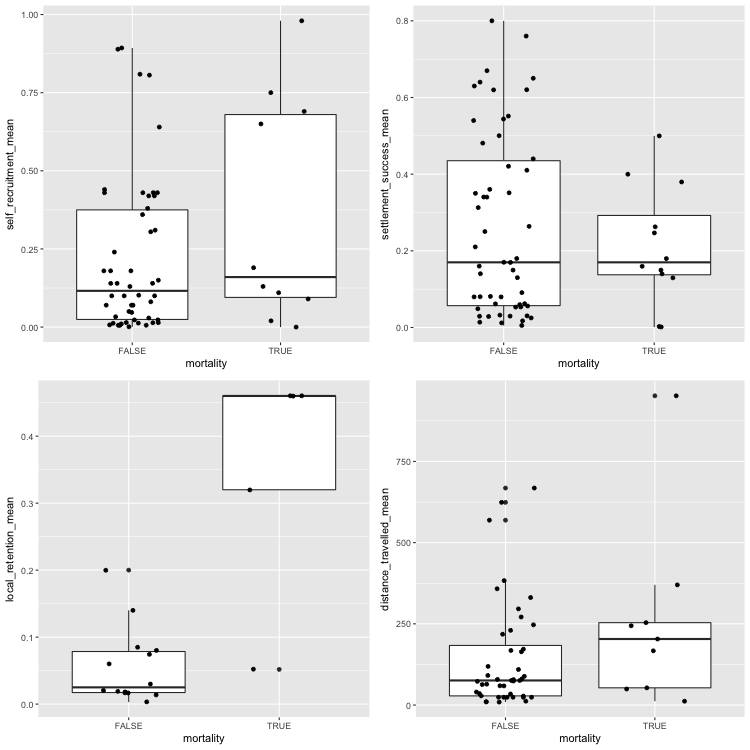 1.00
0.75
0.50
0.25
0.00
self_recruitment_mean
FALSE
TRUE
mortality
0.8
0.6
0.4
0.2
0.0
settlement_success_mean
FALSE
TRUE
mortality
0.4
0.3
0.2
0.1
0.0
local_retention_mean
FALSE
TRUE
mortality
750
500
250
0
distance_travelled_mean
FALSE
TRUE
mortality